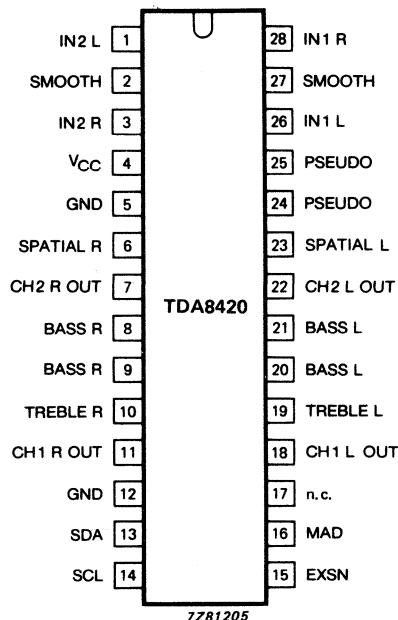 IN2 L 1 28 IN1 R
SMOOTH 2 27 SMOOTH
IN2 R 3 26 IN1 L
VCC 4 25 PSEUDO
GND 5 24 PSEUDO
SPATIAL R 6 23 SPATIAL L
CH2 R OUT 7 22 CH2 L OUT
TDA8420
BASS R 8 21 BASS L
BASS R 9 20 BASS L
TREBLE R 10 19 TREBLE L
CH1 R OUT 11 18 CH1 L OUT
GND 12 17 n.c.
SDA 13 16 MAD
SCL 14 15 EXSN
7Z81205